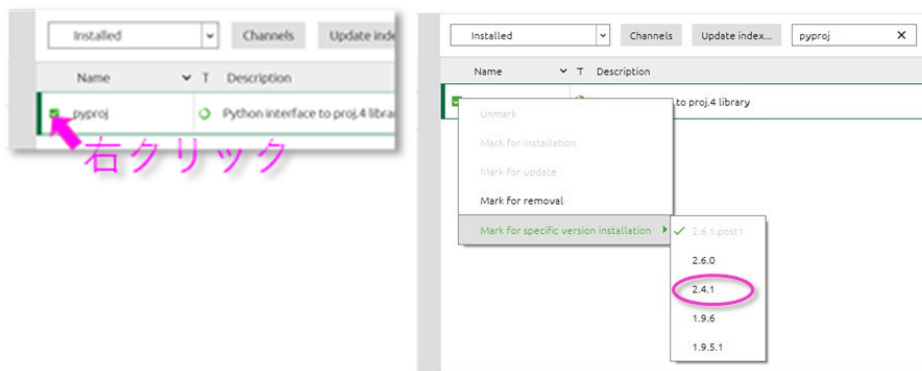 Installed
Channels
Update inde
Name
T
Description
pyproj
Python interface to proj.4 libra
右クリック
Installed
Channels
Update index...
pyproj
X
Name
T
Description
to proj.4 library
Unmark
Mark for installation
Mark for update
Mark for removal
Mark for specific version installation
2.6.1.post1
2.6.0
2.4.1
1.9.6
1.9.5.1